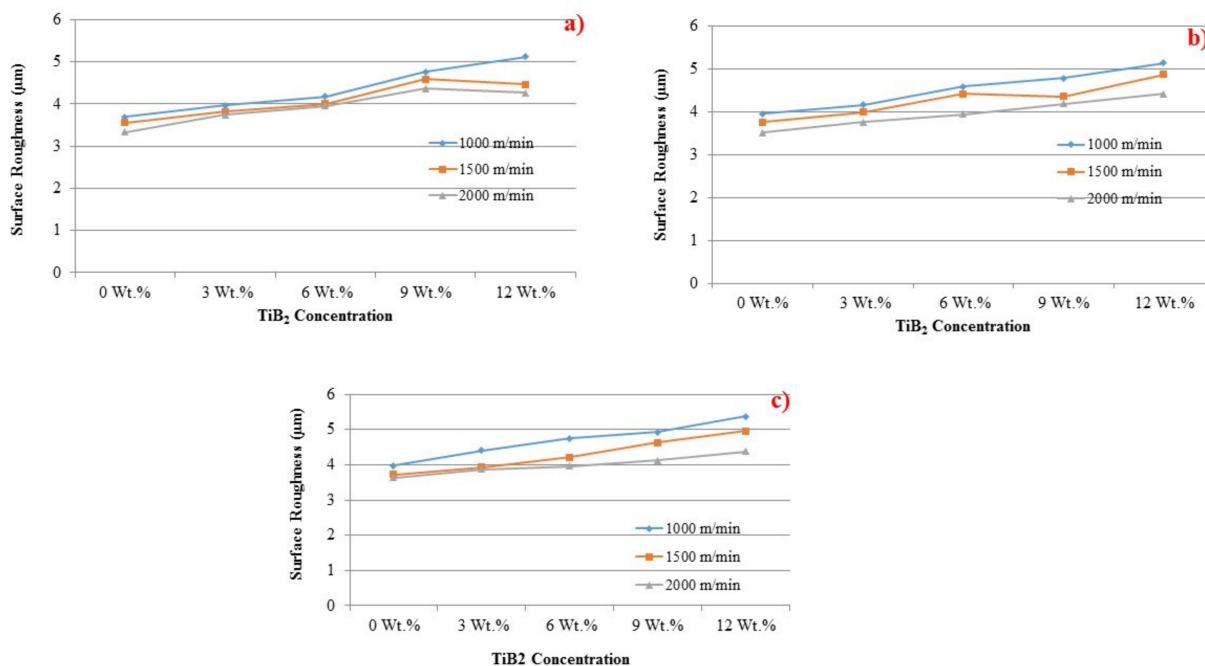 a)
Surface Roughness (µm)
6
5
4
3
2
1
0
1000 m/min
1500 m/min
2000 m/min
0 Wt.% 3 Wt.% 6 Wt.% 9 Wt.% 12 Wt.%
TiB₂ Concentration
b)
Surface Roughness (µm)
6
5
4
3
2
1
0
1000 m/min
1500 m/min
2000 m/min
0 Wt.% 3 Wt.% 6 Wt.% 9 Wt.% 12 Wt.%
TiB₂ Concentration
c)
Surface Roughness (µm)
6
5
4
3
2
1
0
1000 m/min
1500 m/min
2000 m/min
0 Wt.% 3 Wt.% 6 Wt.% 9 Wt.% 12 Wt.%
TiB2 Concentration